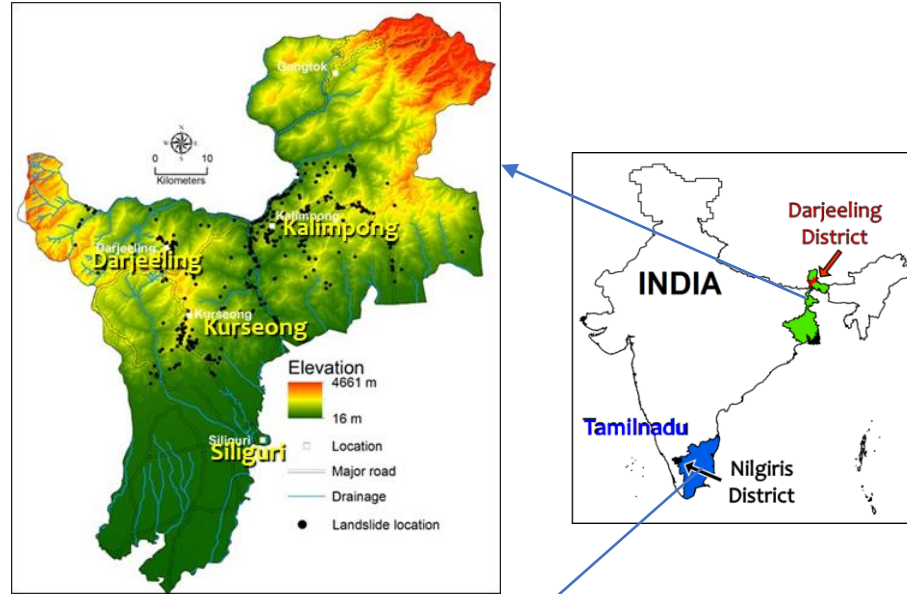 Gangtok
N
W
E
S
0 10
Kilometers
Kalimpong
Kalimpong
Darjeeling
Darjeeling
Kurseong
Kurseong
Elevation
4661 m
16 m
Siliguri
Siliguri
Location
Major road
Drainage
Landslide location
Darjeeling
District
INDIA
Tamilnadu
Nilgiris
District